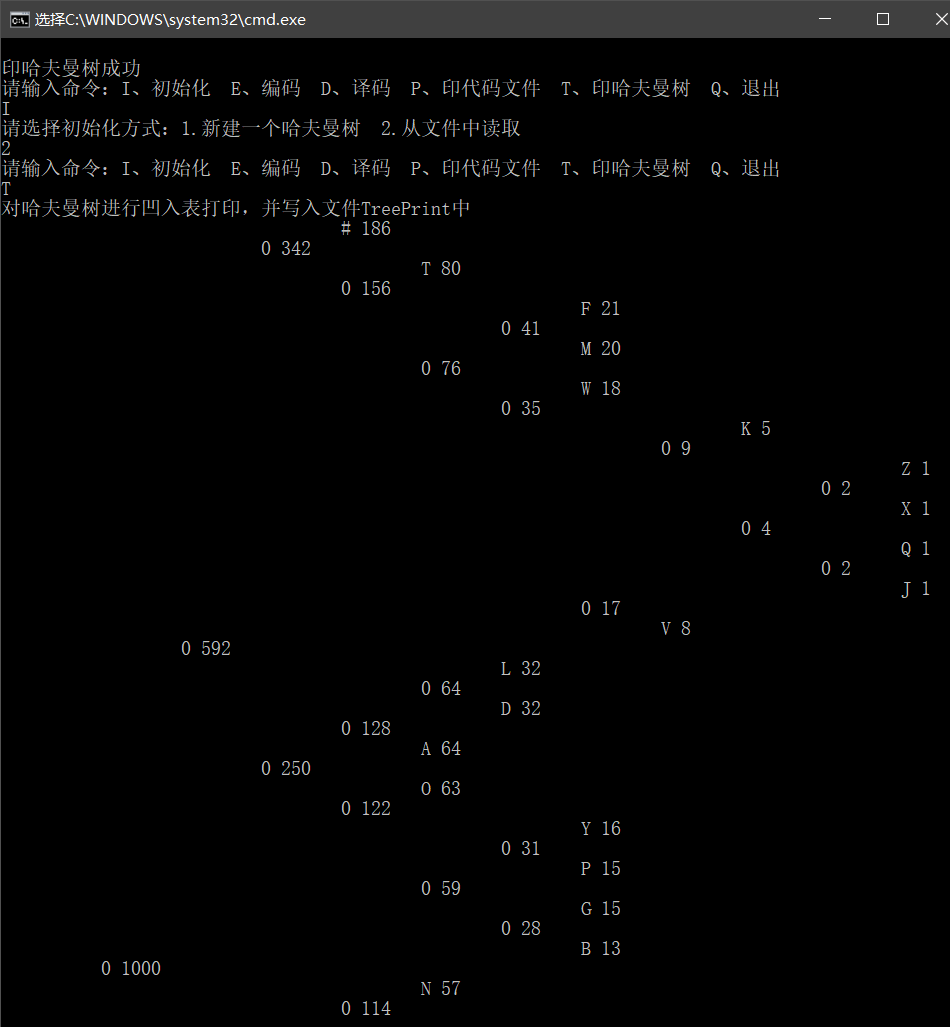 选择C:\WINDOWS\system32\cmd.exe
印哈夫曼树成功
请输入命令: I、初始化 E、编码 D、译码 P、印代码文件 T、印哈夫曼树 Q、退出
I
请选择初始化方式: 1.新建一个哈夫曼树 2.从文件中读取
2
请输入命令: I、初始化 E、编码 D、译码 P、印代码文件 T、印哈夫曼树 Q、退出
T
对哈夫曼树进行凹入表打印，并写入文件TreePrint中
# 186
0 342
T 80
0 156
F 21
0 41
M 20
0 76
W 18
0 35
K 5
0 9
Z 1
0 2
X 1
0 4
Q 1
0 2
J 1
0 17
V 8
0 592
L 32
0 64
D 32
0 128
A 64
0 250
O 63
0 122
Y 16
0 31
P 15
0 59
G 15
0 28
B 13
0 1000
N 57
0 114